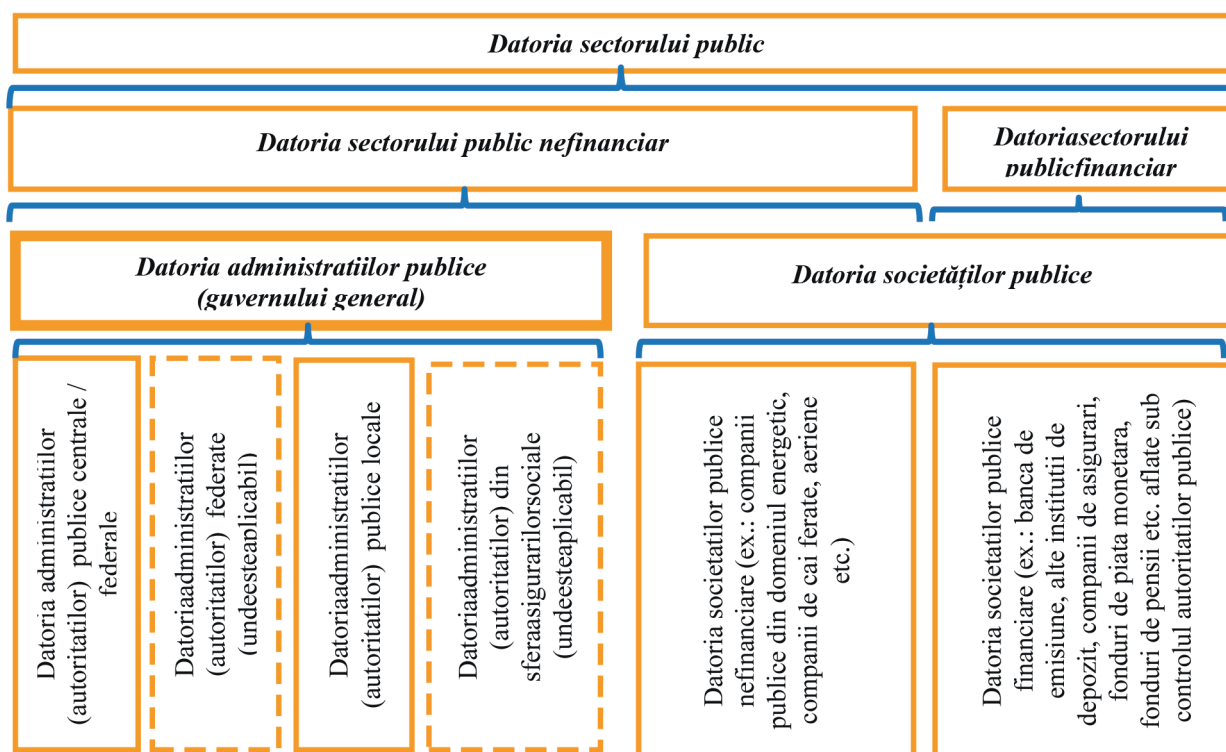 Datoria sectorului public
Datoria sectorului public nefinanciar
Datoriasectorului
publicfinanciar
Datoria administratiilor publice
(guvernului general)
Datoria societăților publice
Datoria administratiilor
(autoritatilor) publice centrale /
federale
Datoriaadministratiilor
(autoritatilor) federate
(undeesteaplicabil)
Datoriaadministratiilor
(autoritatilor) publice locale
Datoriaadministratiilor
(autoritatilor) din
sferaasigurarilorsociale
(undeesteaplicabil)
Datoria societatilor publice
nefinanciare (ex.: companii
publice din domeniul energetic,
companii de cai ferate, aeriene
etc.)
Datoria societatilor publice
financiare (ex.: banca de
emisiune, alte institutii de
depozit, companii de asigurari,
fonduri de piata monetara,
fonduri de pensii etc. aflate sub
controlul autoritatilor publice)